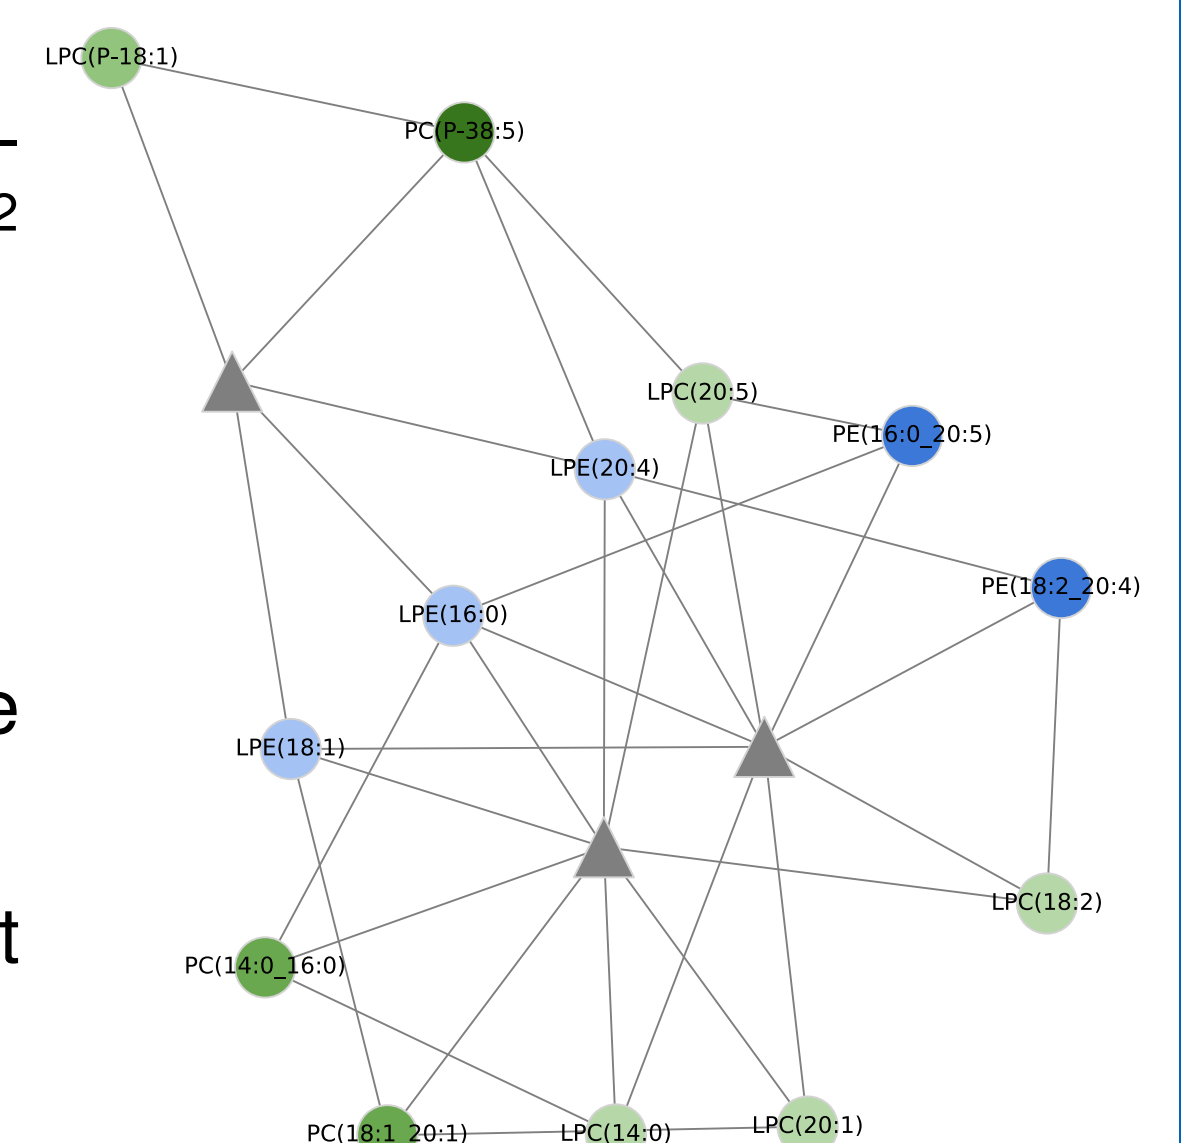 LPC(P-18:1)
PC(P-38:5)
2
LPC(20:5)
PE(16:0_20:5)
LPE(20:4)
PE(18:2_20:4)
LPE(16:0)
e
LPE(18:1)
LPC(18:2)
t
PC(14:0_16:0)
LPC(20:1)
PC(18:1_20:1)
LPC(14:0)